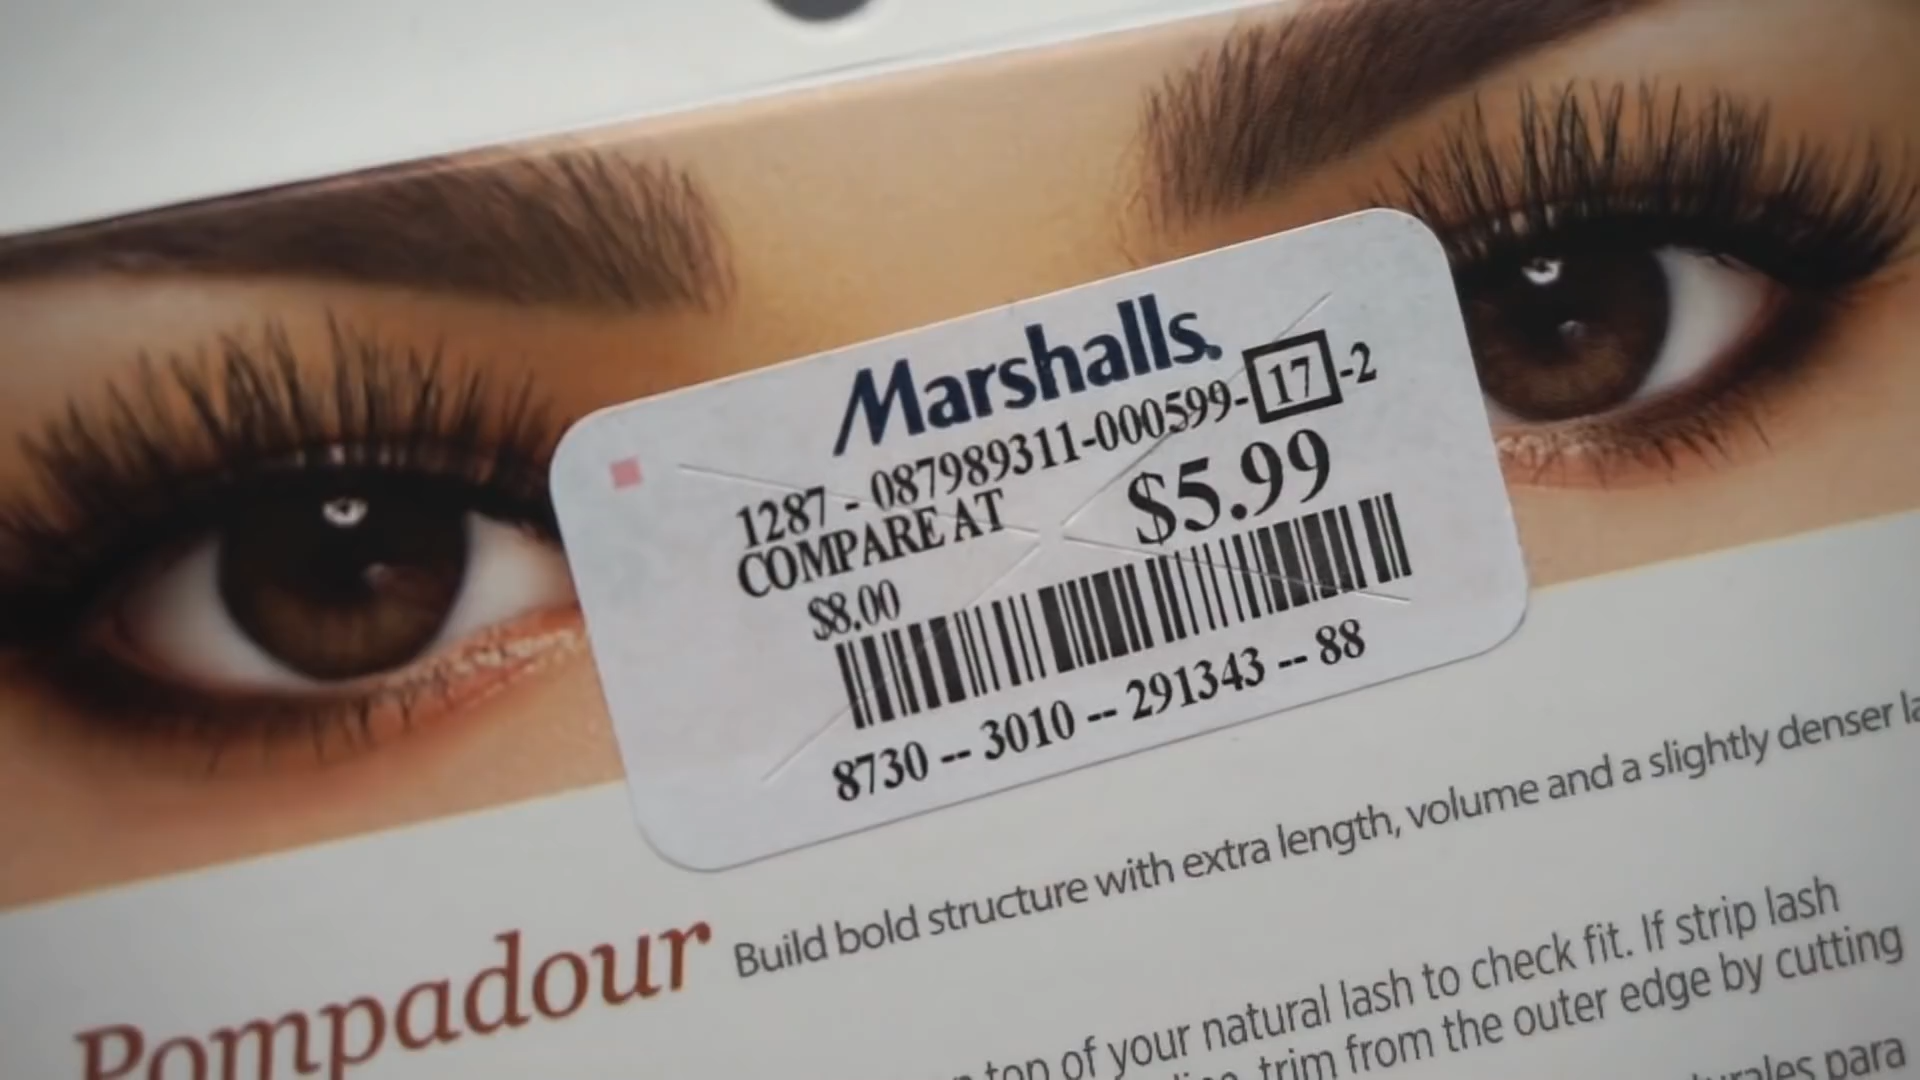 Marshalls.
1287 - 087989311-000599-17-2
COMPARE AT
$5.99
$8.00
8730 -- 3010 -- 291343 -- 88
Pompadour Build bold structure with extra length, volume and a slightly denser
top of your natural lash to check fit. If strip lash
trim from the outer edge by cutting
para